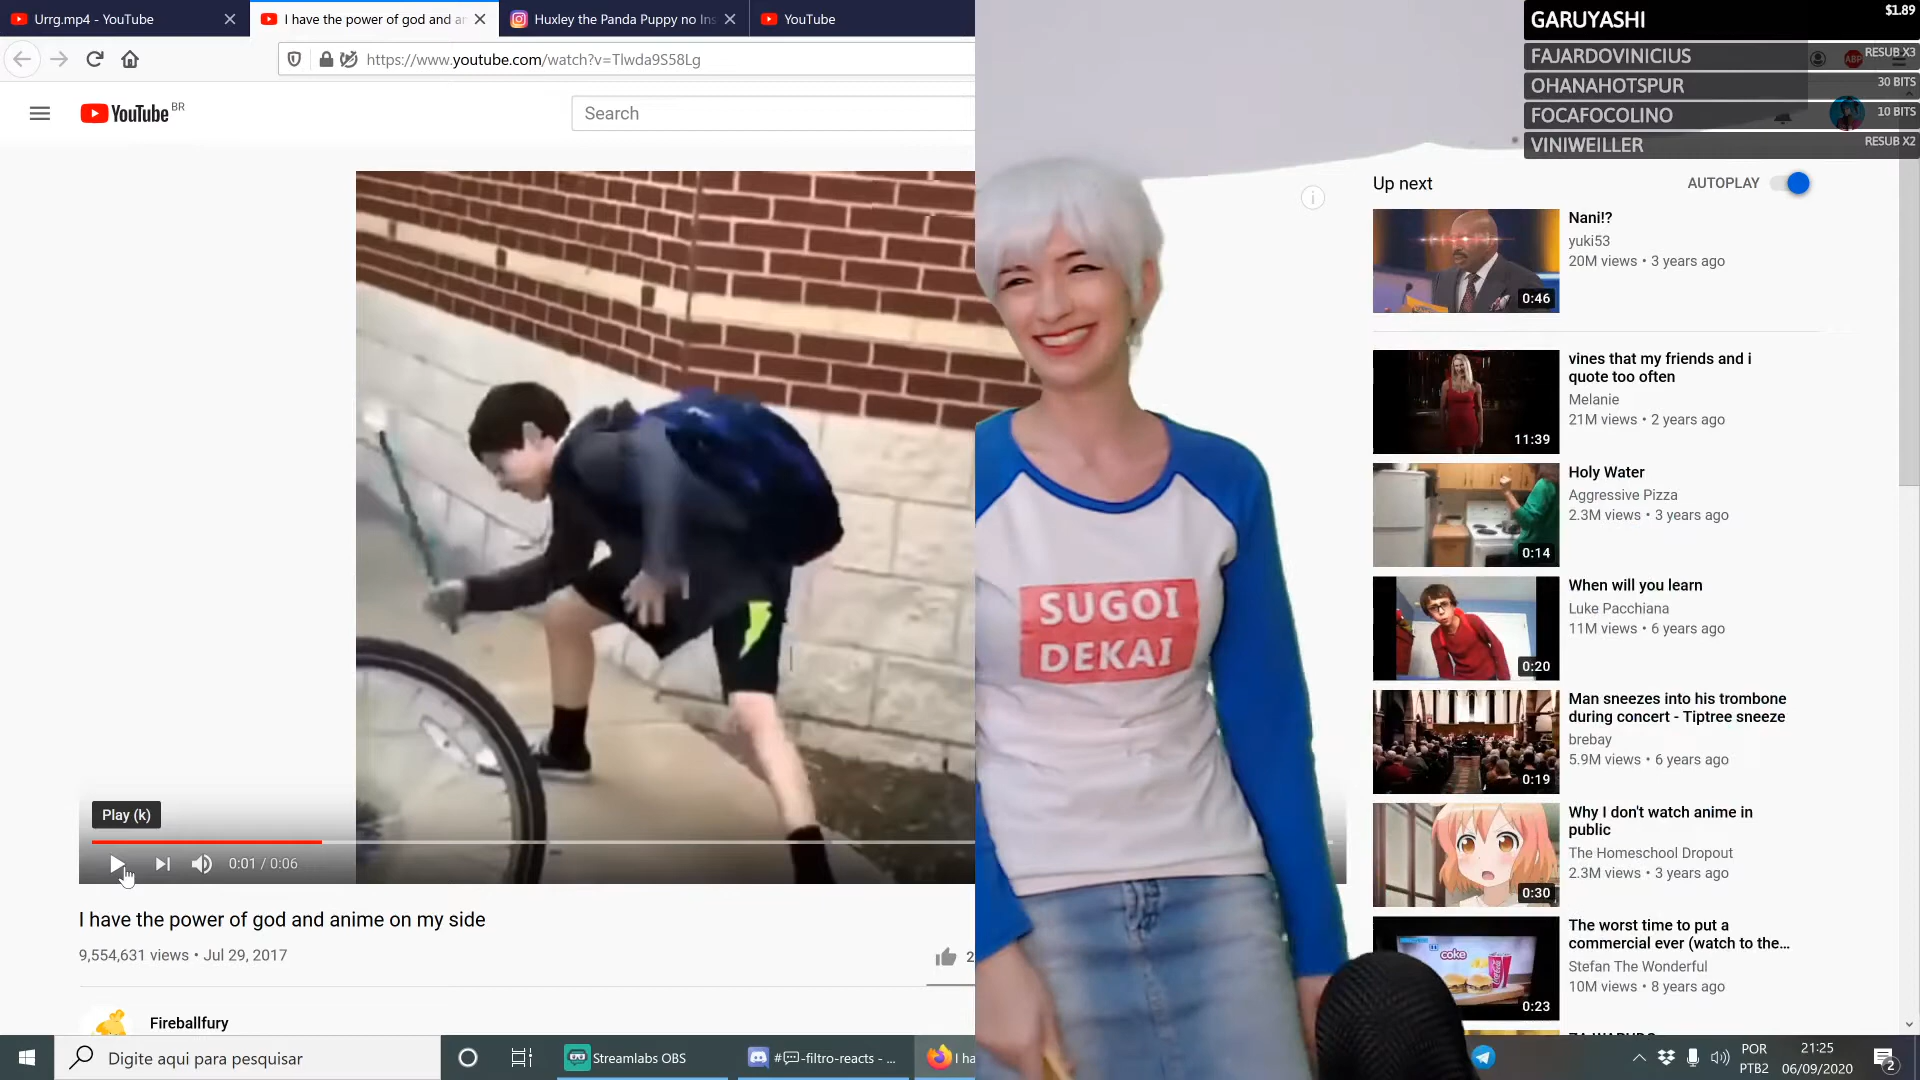 Urrg.mp4 - YouTube
I have the power of god and an
Huxley the Panda Puppy no Ins
YouTube
https://www.youtube.com/watch?v=Tlwda9S58Lg
YouTube BR
Search
GARUYASHI $1.89
FAJARDOVINICIUS RESUB X3
OHANAHOTSPUR 30 BITS
FOCAFOCOLINO 10 BITS
VINIWEILLER RESUB X2
ABP
SUGOI
DEKAI
Play (k)
0:01 / 0:06
I have the power of god and anime on my side
9,554,631 views • Jul 29, 2017
2
Fireballfury
Up next
AUTOPLAY
Nani!?
yuki53
20M views • 3 years ago
0:46
vines that my friends and i
quote too often
Melanie
21M views • 2 years ago
11:39
Holy Water
Aggressive Pizza
2.3M views • 3 years ago
0:14
When will you learn
Luke Pacchiana
11M views • 6 years ago
0:20
Man sneezes into his trombone
during concert - Tiptree sneeze
brebay
5.9M views • 6 years ago
0:19
Why I don't watch anime in
public
The Homeschool Dropout
2.3M views • 3 years ago
0:30
The worst time to put a
commercial ever (watch to the...
Stefan The Wonderful
10M views • 8 years ago
coke
0:23
Digite aqui para pesquisar
Streamlabs OBS
#💬-filtro-reacts - ...
I ha
POR
PTB2
21:25
06/09/2020
2